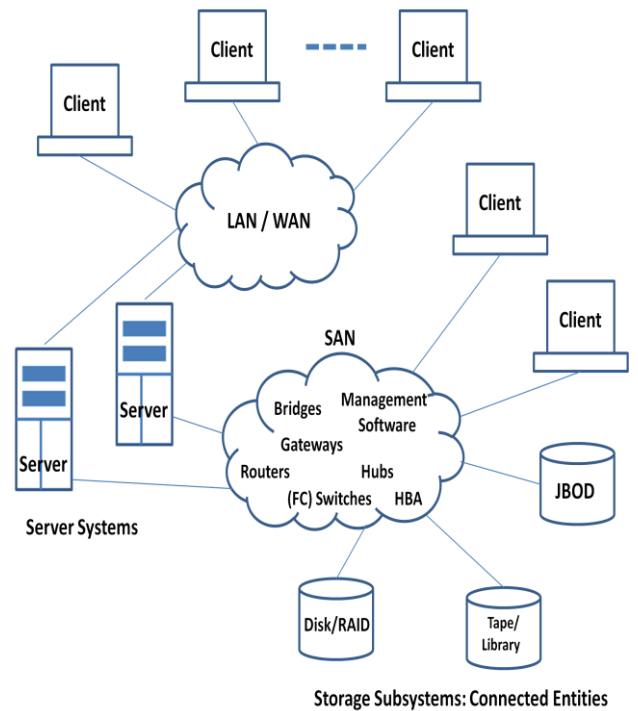 Client
Client
Client
LAN / WAN
Client
Client
SAN
Server
Server
Server Systems
Bridges
Management
Software
Gateways
Routers
Hubs
(FC) Switches
HBA
JBOD
Disk/RAID
Tape/
Library
Storage Subsystems: Connected Entities